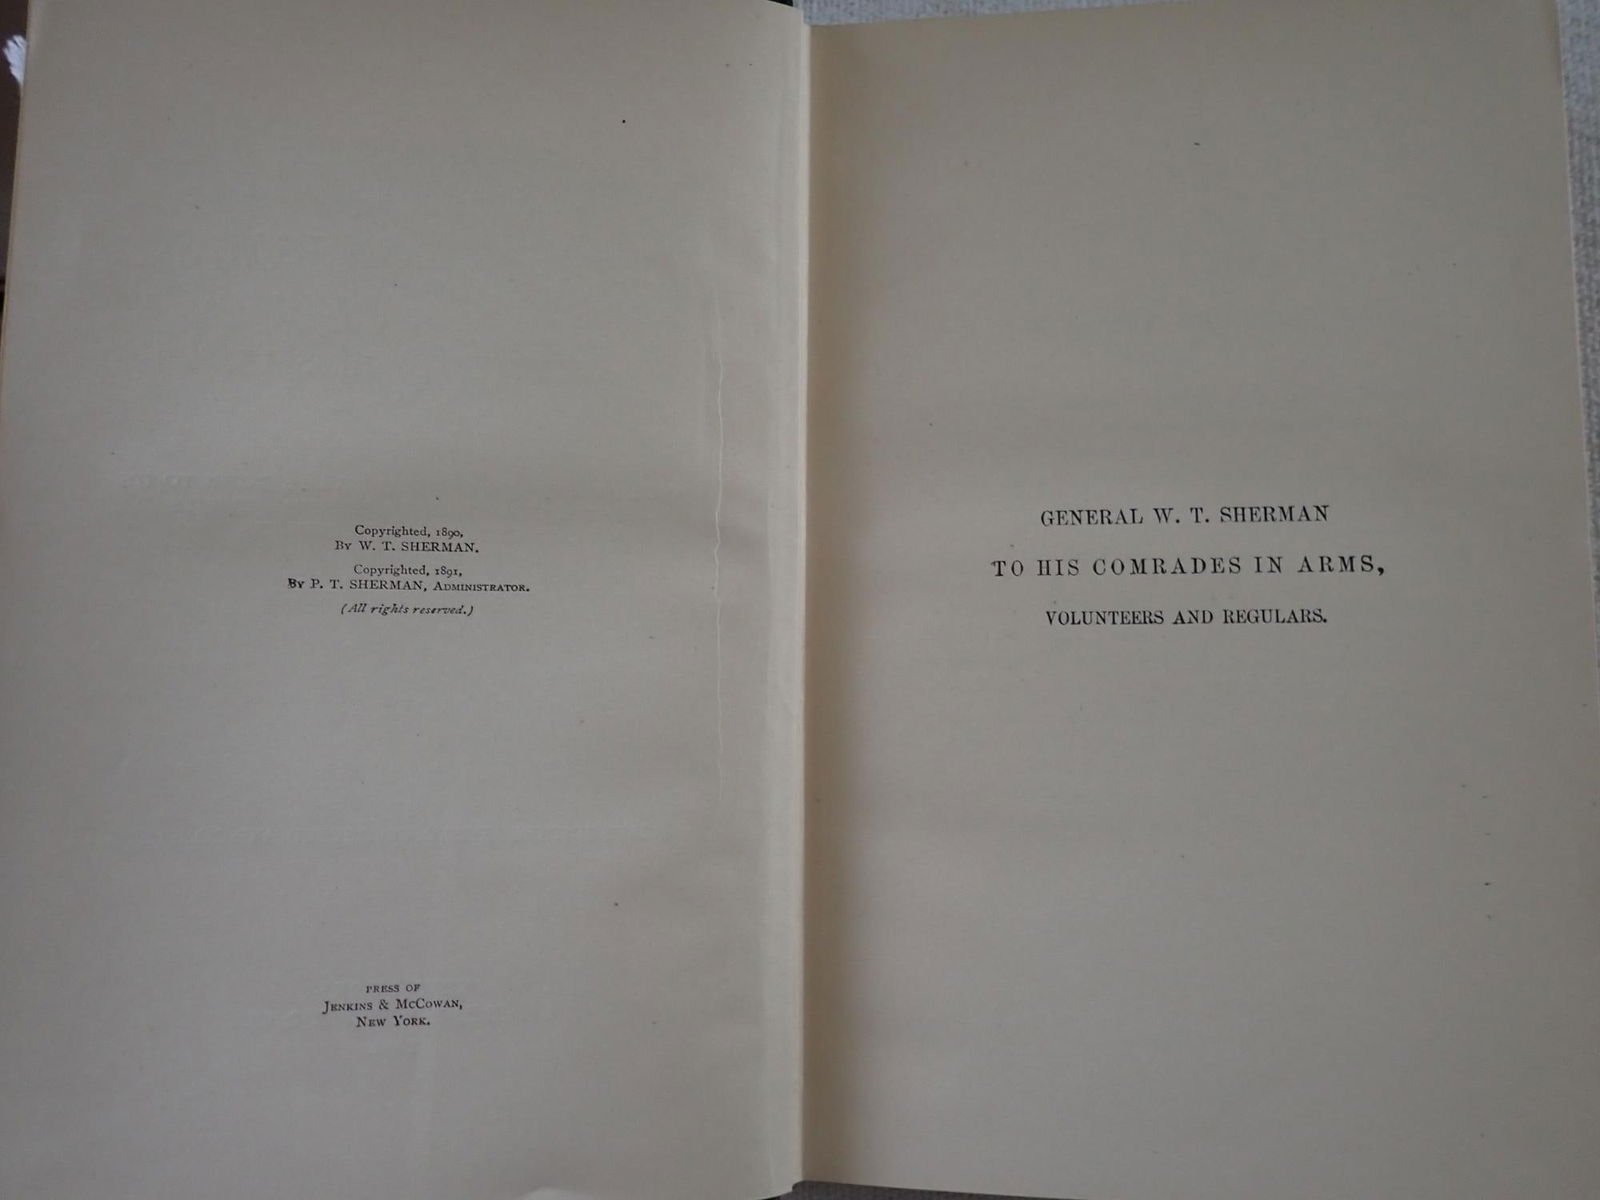 Copyrighted, 1890,
By W. T. SHERMAN.
Copyrighted, 1891,
By P. T. SHERMAN, Administrator.
(All rights reserved.)
PRESS OF
Jenkins & McCowan,
New York.
GENERAL W. T. SHERMAN
TO HIS COMRADES IN ARMS,
VOLUNTEERS AND REGULARS.